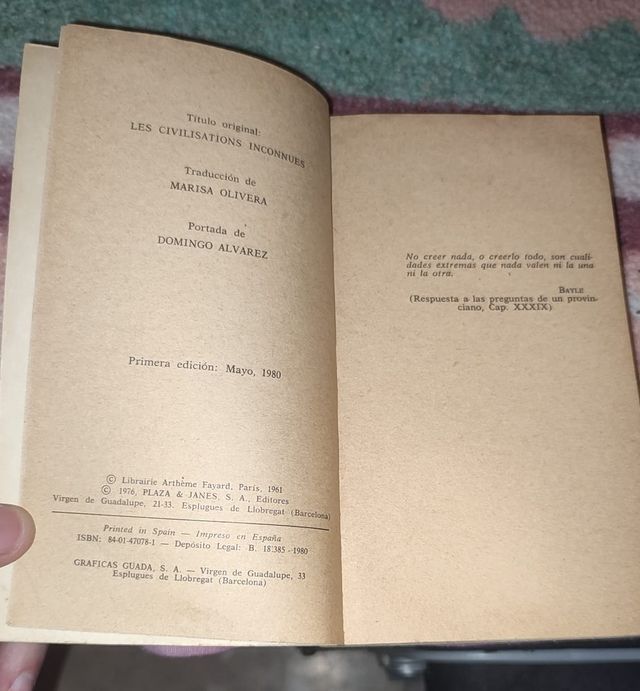 Título original:
LES CIVILISATIONS INCONNUES
Traducción de
MARISA OLIVERA
Portada de
DOMINGO ALVAREZ
Primera edición: Mayo, 1980
© Librairie Arthème Fayard, París, 1961
© 1976, PLAZA & JANES, S. A., Editores
Virgen de Guadalupe, 21-33. Esplugues de Llobregat (Barcelona)
Printed in Spain — Impreso en España
ISBN: 84-01-47078-1 — Depósito Legal: B. 18.385 - 1980
GRAFICAS GUADA, S. A. — Virgen de Guadalupe, 33
Esplugues de Llobregat (Barcelona)
No creer nada, o creerlo todo, son cuali-
dades extremas que nada valen ni la una
ni la otra.
BAYLE
(Respuesta a las preguntas de un provin-
ciano, Cap. XXXIX)